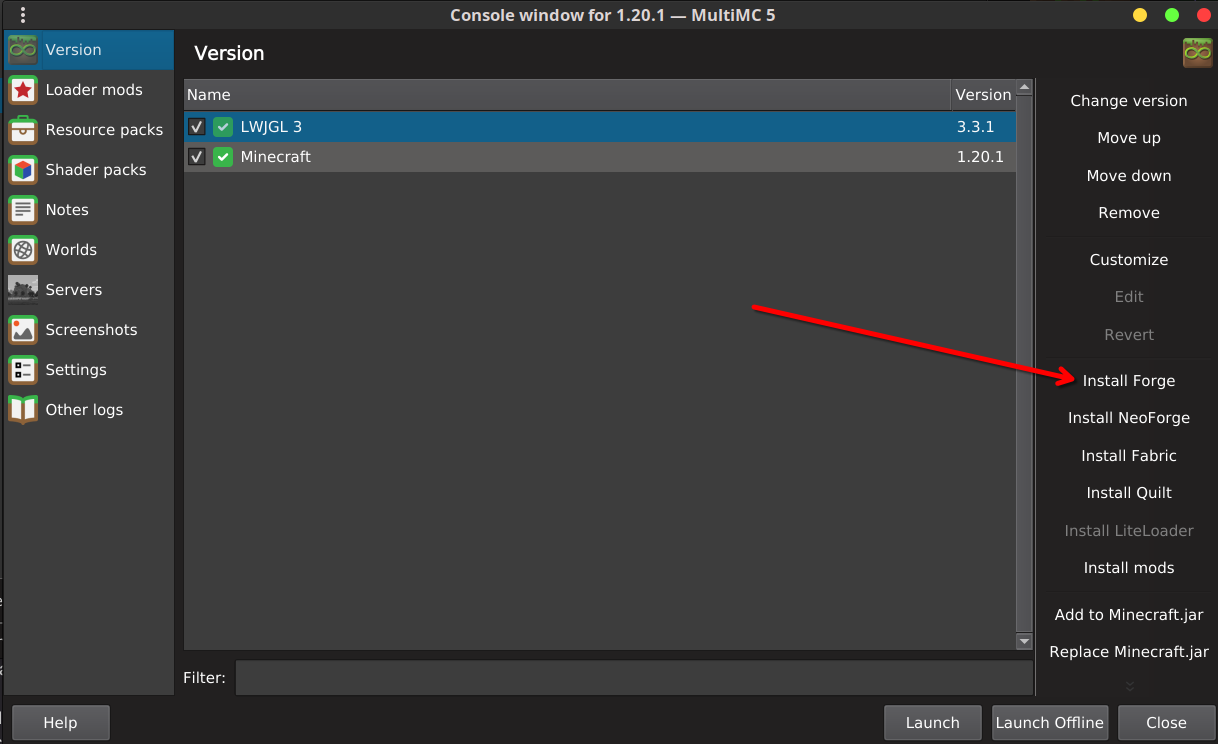 Console window for 1.20.1 — MultiMC 5
Version
Loader mods
Resource packs
Shader packs
Notes
Worlds
Servers
Screenshots
Settings
Other logs
Version
Name Version
LWJGL 3 3.3.1
Minecraft 1.20.1
Filter:
Change version
Move up
Move down
Remove
Customize
Edit
Revert
Install Forge
Install NeoForge
Install Fabric
Install Quilt
Install LiteLoader
Install mods
Add to Minecraft.jar
Replace Minecraft.jar
Help Launch Launch Offline Close